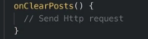 onClearPosts() {
// Send Http request
}